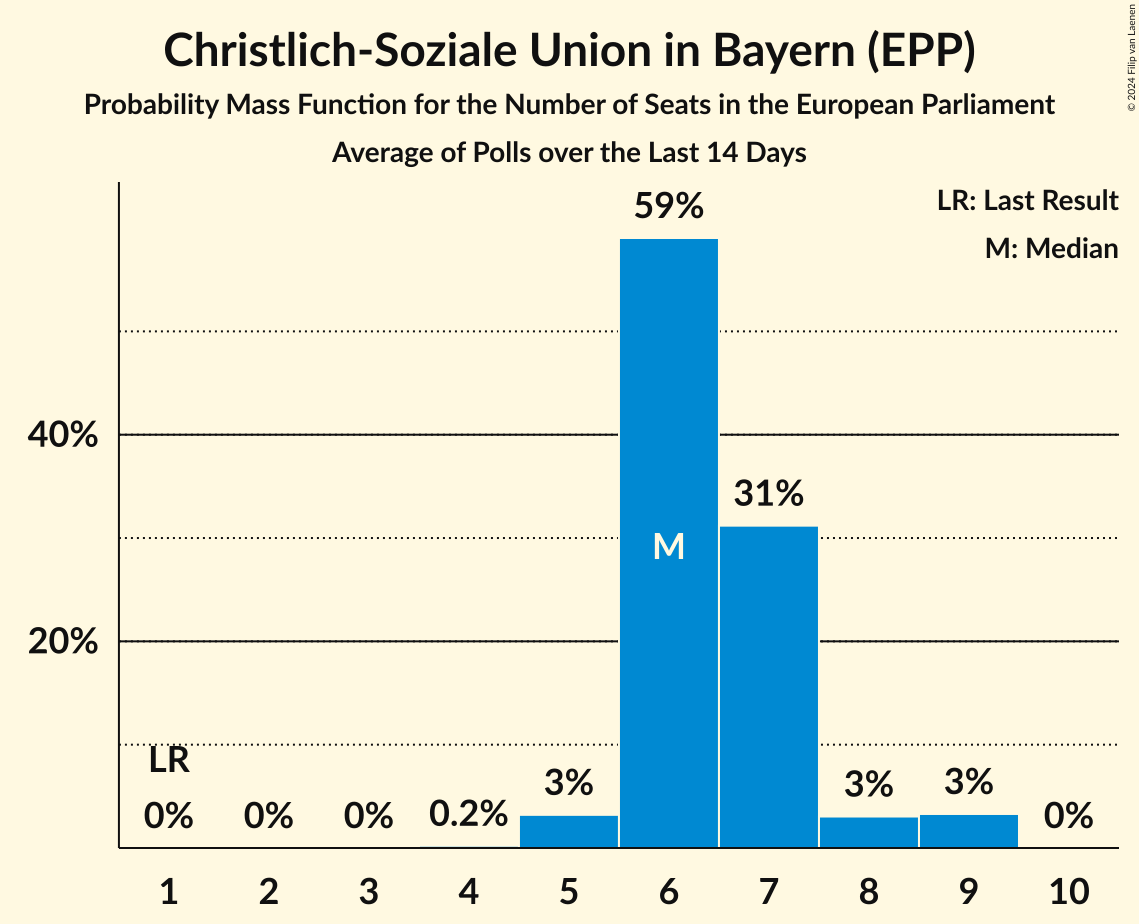 Christlich-Soziale Union in Bayern (EPP)
Probability Mass Function for the Number of Seats in the European Parliament
Average of Polls over the Last 14 Days
© 2024 Filip van Laenen
LR: Last Result
M: Median
59%
40%
31%
M
20%
LR
0% 0% 0% 0.2% 3% 3% 3% 0%
1 2 3 4 5 6 7 8 9 10